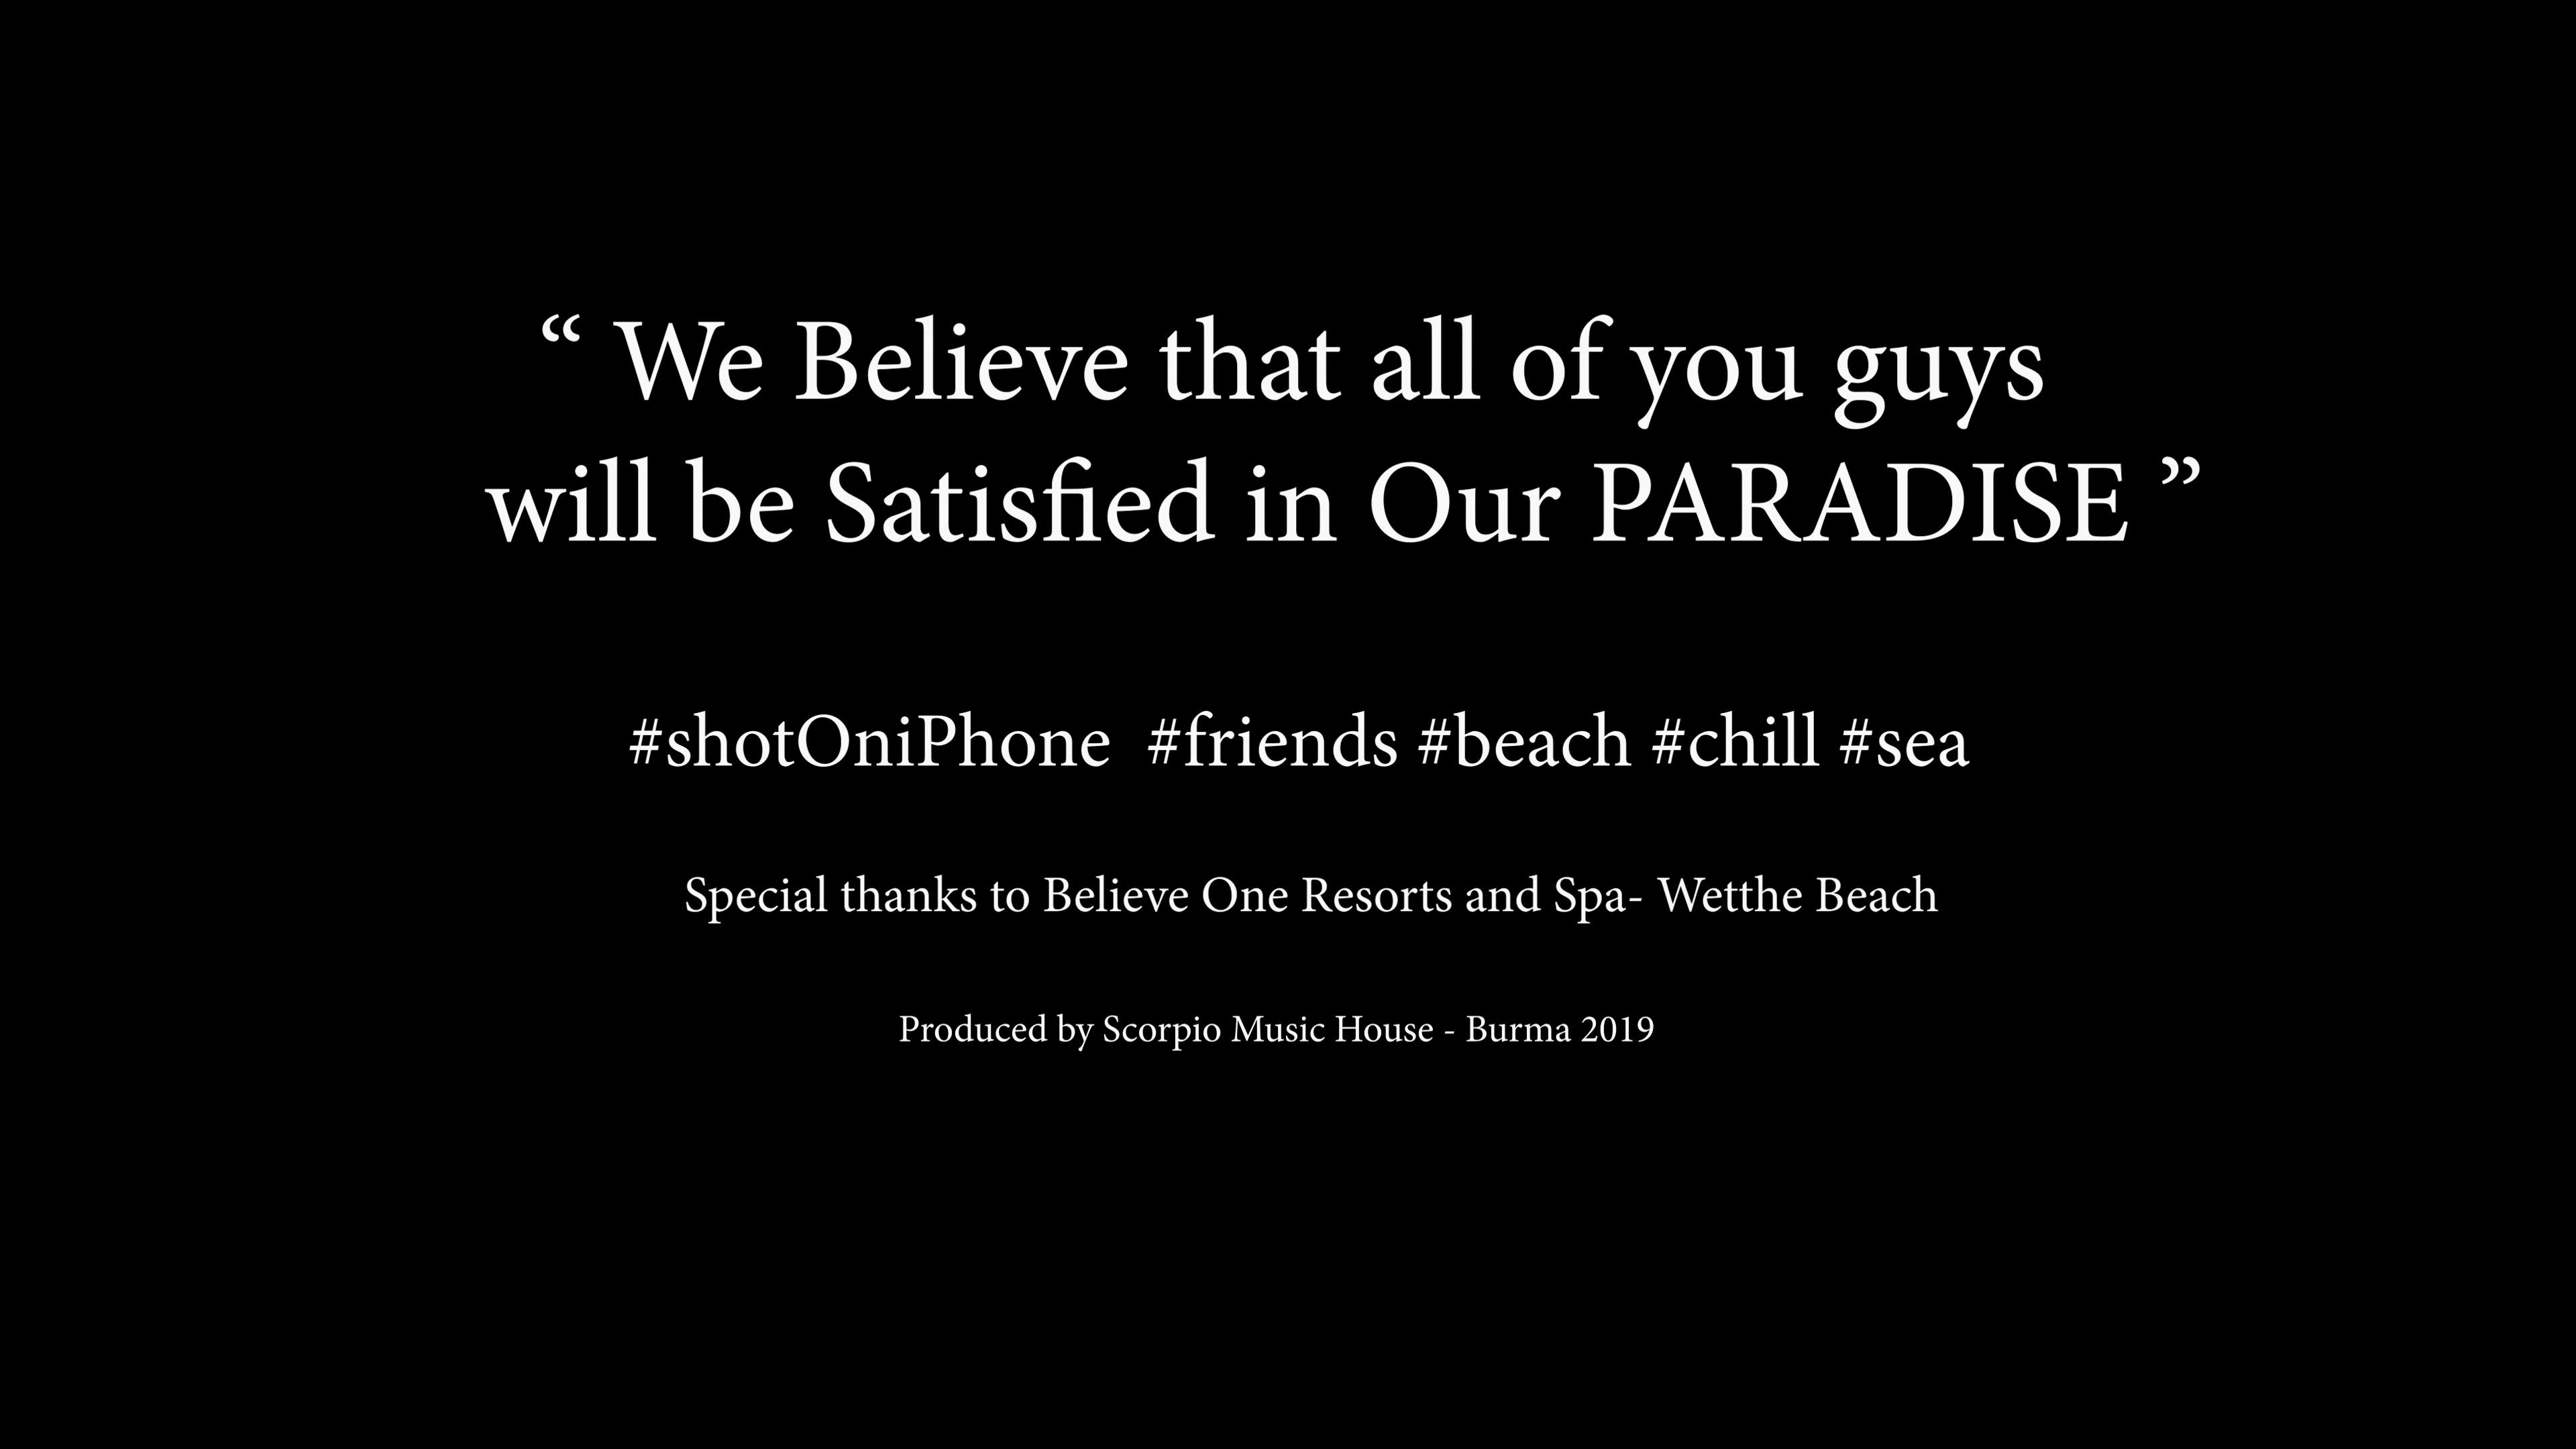 “ We Believe that all of you guys
will be Satisfied in Our PARADISE ”
#shotOniPhone  #friends #beach #chill #sea
Special thanks to Believe One Resorts and Spa- Wetthe Beach
Produced by Scorpio Music House - Burma 2019